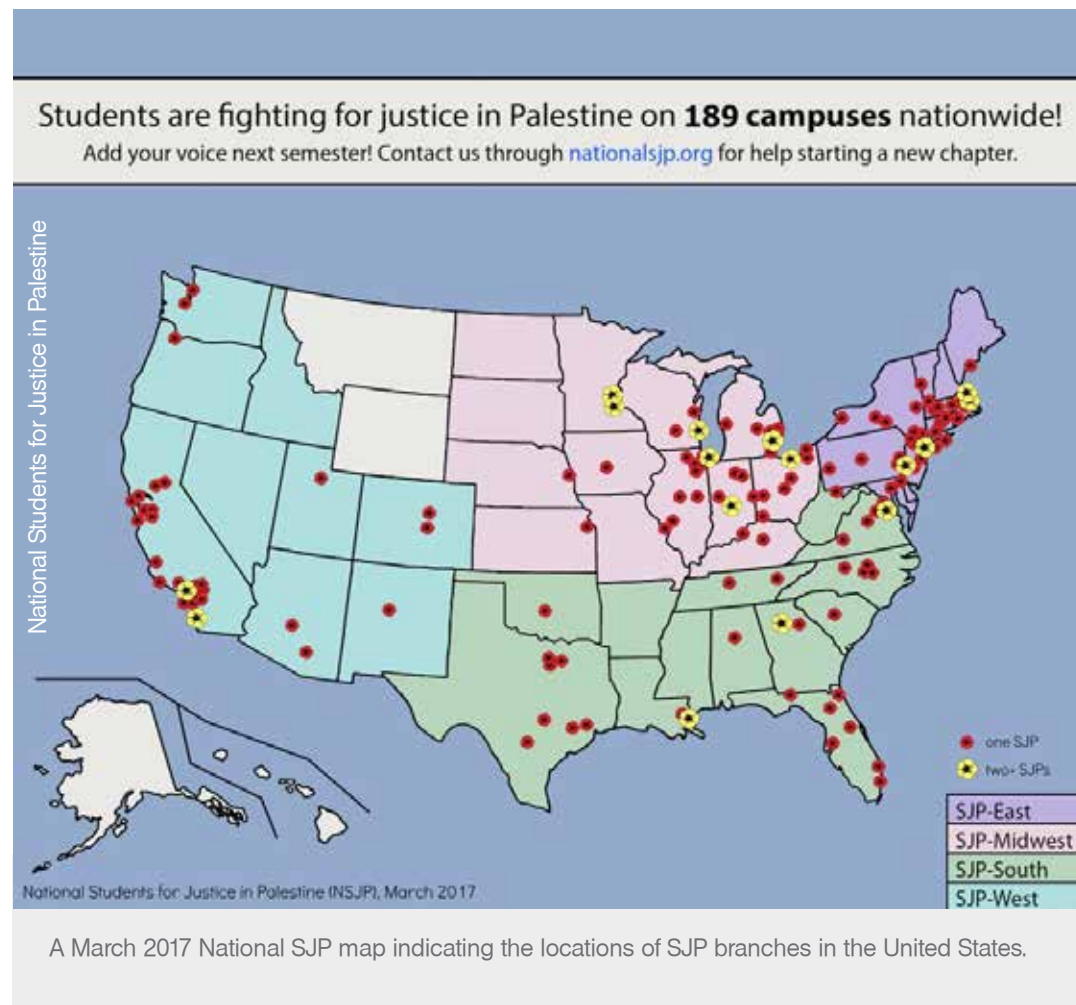 Students are fighting for justice in Palestine on 189 campuses nationwide!
Add your voice next semester! Contact us through nationalsjp.org for help starting a new chapter.
National Students for Justice in Palestine
one SJP
two+ SJPs
SJP-East
SJP-Midwest
SJP-South
SJP-West
National Students for Justice in Palestine (NSJP), March 2017
A March 2017 National SJP map indicating the locations of SJP branches in the United States.